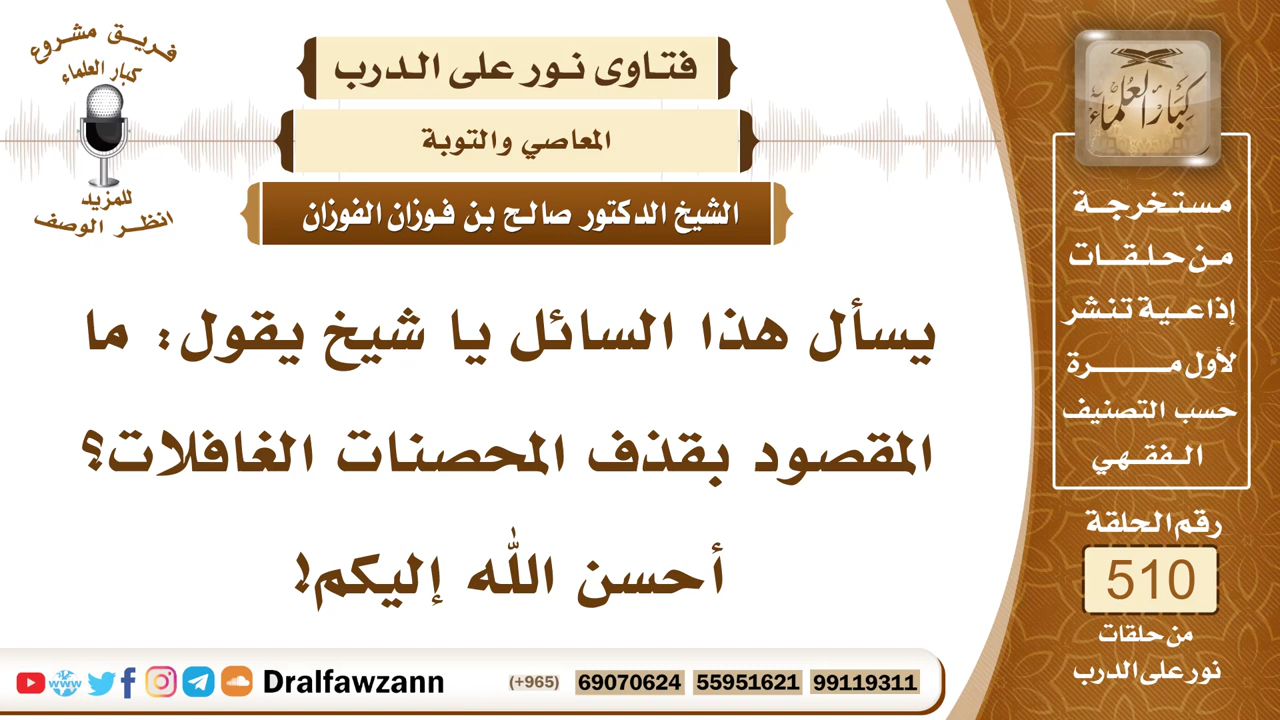 فريق مشروع
كبار العلماء
للمزيد
انظر الوصف
فتاوى نور على الدرب
المعاصي والتوبة
الشيخ الدكتور صالح بن فوزان الفوزان
يسأل هذا السائل يا شيخ يقول: ما
المقصود بقذف المحصنات الغافلات؟
أحسن الله إليكم!
كبار العلماء
مستخرجة
من حلقات
إذاعية تنشر
لأول مرة
حسب التصنيف
الفقهي
رقم الحلقة
510
من حلقات
نور على الدرب
www Dralfawzann (+965) 69070624 55951621 99119311